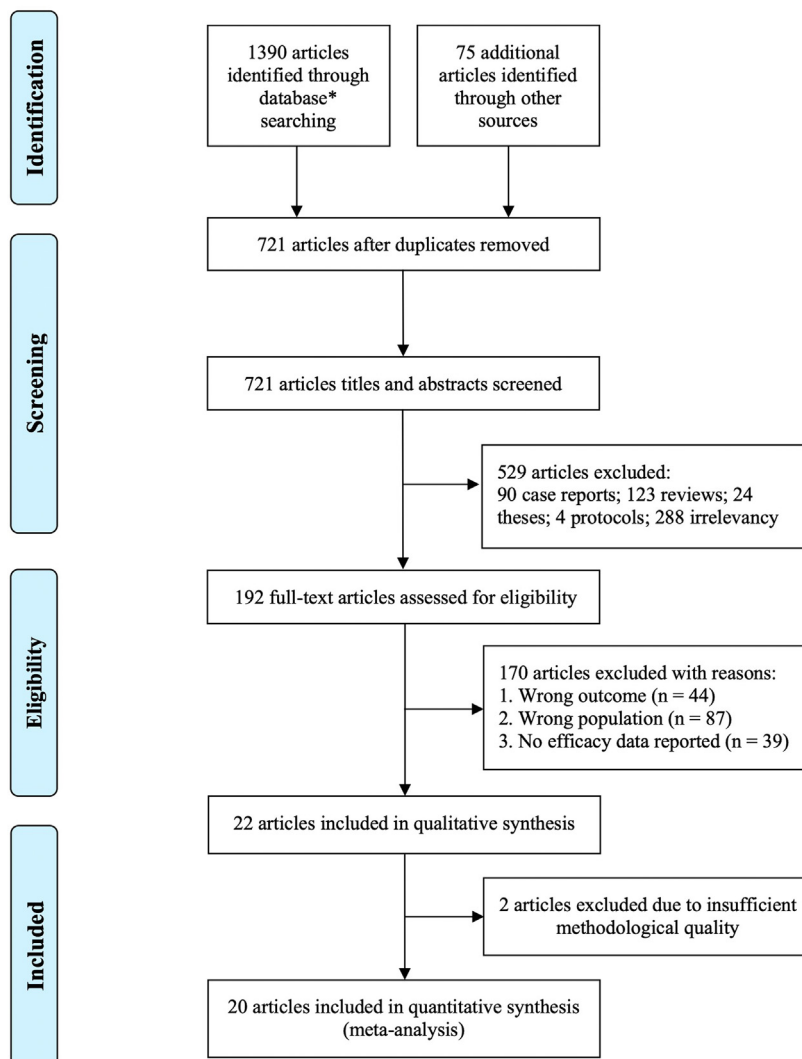 Identification
1390 articles
identified through
database*
searching
75 additional
articles identified
through other
sources
721 articles after duplicates removed
Screening
721 articles titles and abstracts screened
529 articles excluded:
90 case reports; 123 reviews; 24
theses; 4 protocols; 288 irrelevancy
Eligibility
192 full-text articles assessed for eligibility
170 articles excluded with reasons:
1. Wrong outcome (n = 44)
2. Wrong population (n = 87)
3. No efficacy data reported (n = 39)
22 articles included in qualitative synthesis
Included
2 articles excluded due to insufficient
methodological quality
20 articles included in quantitative synthesis
(meta-analysis)